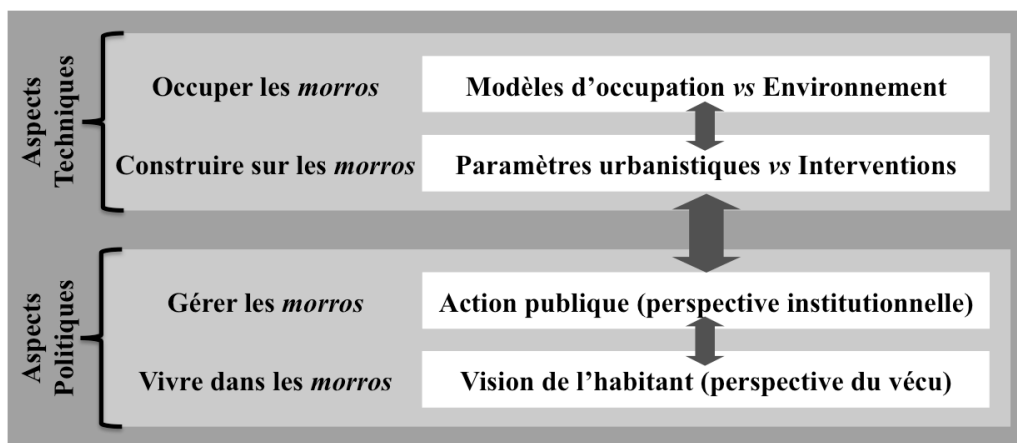 Aspects
Techniques
Occuper les morros
Modèles d’occupation vs Environnement
Construire sur les morros
Paramètres urbanistiques vs Interventions
Aspects
Politiques
Gérer les morros
Action publique (perspective institutionnelle)
Vivre dans les morros
Vision de l’habitant (perspective du vécu)